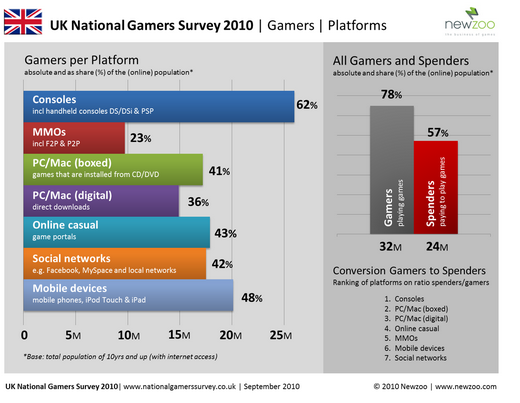 UK National Gamers Survey 2010 | Gamers | Platforms
newzoo
the business of games
Gamers per Platform
absolute and as share (%) of the (online) population*
Consoles
incl handheld consoles DS/DSi & PSP
62%
MMOs
incl F2P & P2P
23%
PC/Mac (boxed)
games that are installed from CD/DVD
41%
PC/Mac (digital)
direct downloads
36%
Online casual
game portals
43%
Social networks
e.g. Facebook, MySpace and local networks
42%
Mobile devices
mobile phones, iPod Touch & iPad
48%
0 5M 10M 15M 20M 25M
*Base: total population of 10yrs and up (with internet access)
All Gamers and Spenders
absolute and share (%) of the (online) population*
78%
57%
Gamers
playing games
Spenders
paying to play games
32M 24M
Conversion Gamers to Spenders
Ranking of platforms on ratio spenders/gamers
1. Consoles
2. PC/Mac (boxed)
3. PC/Mac (digital)
4. Online casual
5. MMOs
6. Mobile devices
7. Social networks
UK National Gamers Survey 2010| www.nationalgamerssurvey.co.uk | September 2010
© 2010 Newzoo | www.newzoo.com